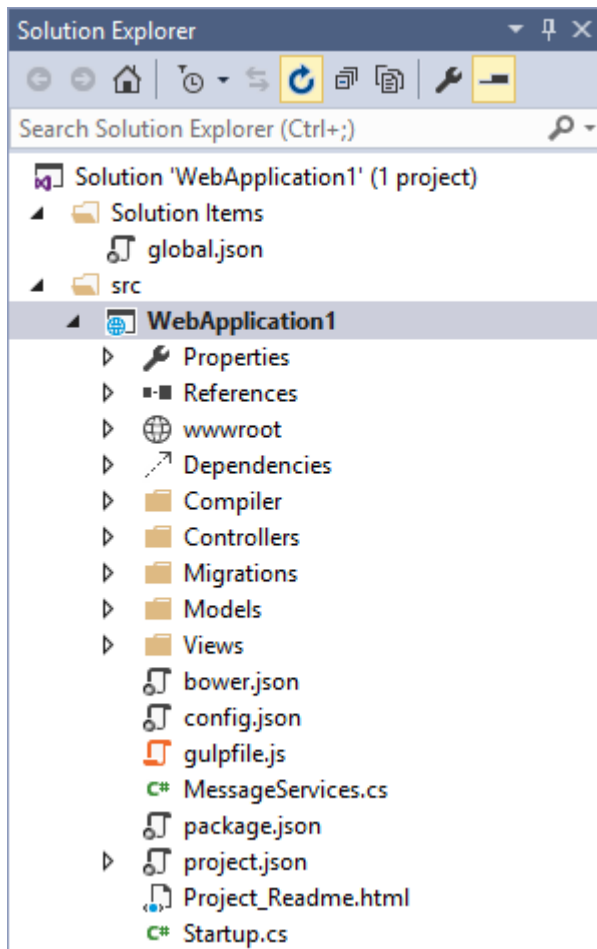 Solution Explorer
Search Solution Explorer (Ctrl+;)
Solution 'WebApplication1' (1 project)
Solution Items
global.json
src
WebApplication1
Properties
References
wwwroot
Dependencies
Compiler
Controllers
Migrations
Models
Views
bower.json
config.json
gulpfile.js
C# MessageServices.cs
package.json
project.json
Project_Readme.html
C# Startup.cs